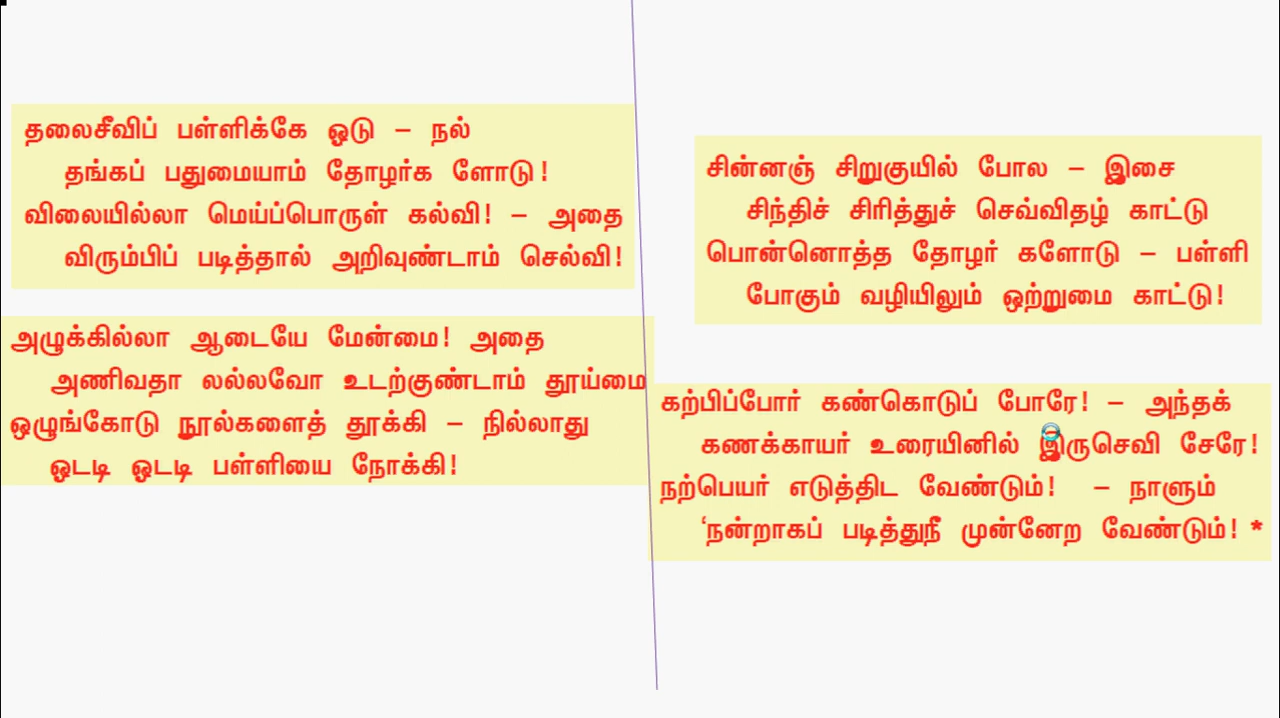 தலைசீவிப் பள்ளிக்கே ஓடு – நல்
தங்கப் பதுமையாம் தோழர்க ளோடு!
விலையில்லா மெய்ப்பொருள் கல்வி! – அதை
விரும்பிப் படித்தால் அறிவுண்டாம் செல்வி!
அழுக்கில்லா ஆடையே மேன்மை! அதை
அணிவதா லல்லவோ உடற்குண்டாம் தூய்மை
ஒழுங்கோடு நூல்களைத் தூக்கி – நில்லாது
ஓடடி ஓடடி பள்ளியை நோக்கி!
சின்னஞ் சிறுகுயில் போல – இசை
சிந்திச் சிரித்துச் செவ்விதழ் காட்டு
பொன்னொத்த தோழர் களோடு – பள்ளி
போகும் வழியிலும் ஒற்றுமை காட்டு!
கற்பிப்போர் கண்கொடுப் போரே! – அந்தக்
கணக்காயர் உரையினில் இருசெவி சேரே!
நற்பெயர் எடுத்திட வேண்டும்! – நாளும்
‘நன்றாகப் படித்துநீ முன்னேற வேண்டும்! *